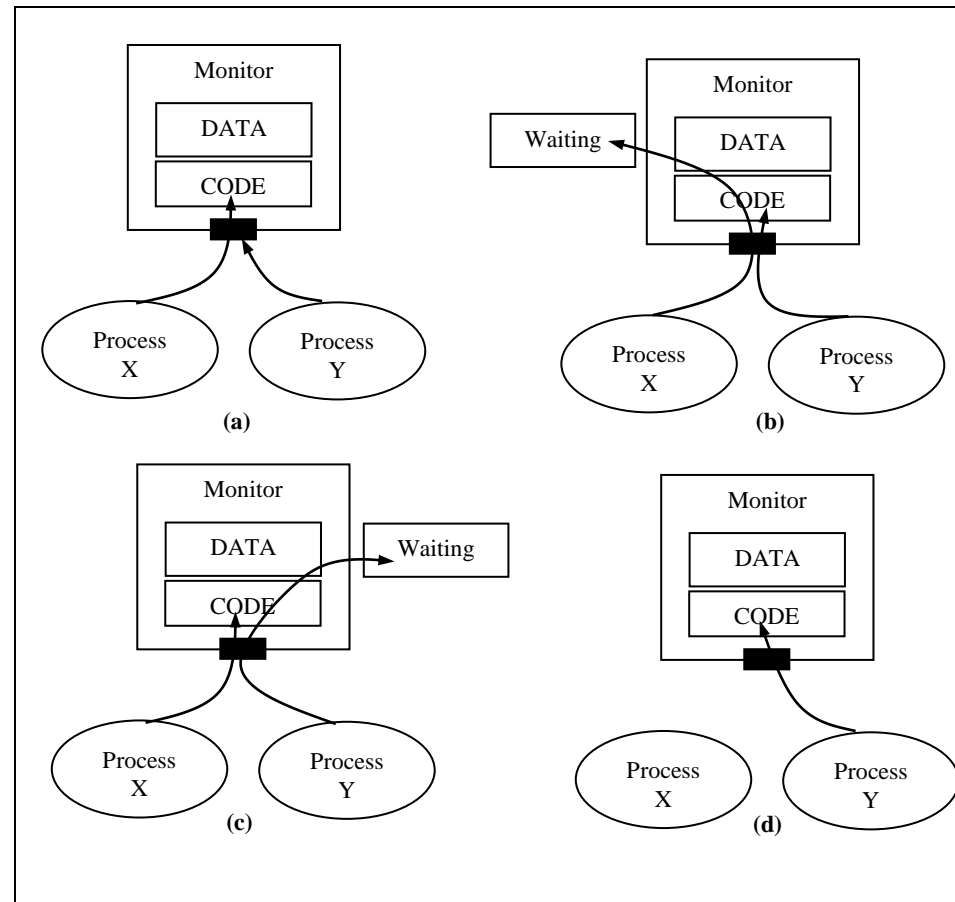 Monitor
DATA
CODE
Process
X
Process
Y
(a)
Monitor
Waiting
DATA
CODE
Process
X
Process
Y
(b)
Monitor
DATA
Waiting
CODE
Process
X
Process
Y
(c)
Monitor
DATA
CODE
Process
X
Process
Y
(d)